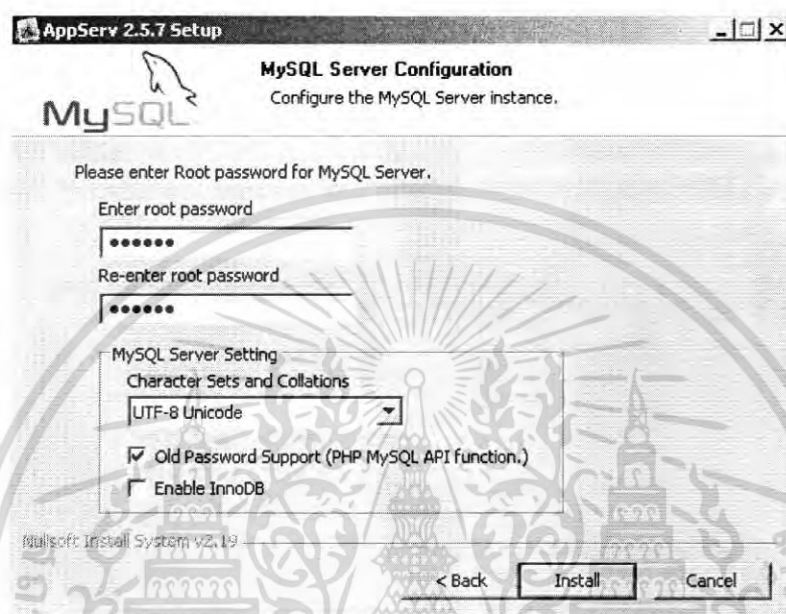 AppServ 2.5.7 Setup
MySQL Server Configuration
Configure the MySQL Server instance.
MySQL
Please enter Root password for MySQL Server.
Enter root password
••••••
Re-enter root password
••••••
MySQL Server Setting
Character Sets and Collations
UTF-8 Unicode
Old Password Support (PHP MySQL API function.)
Enable InnoDB
Nullsoft Install System v2.19
< Back Install Cancel